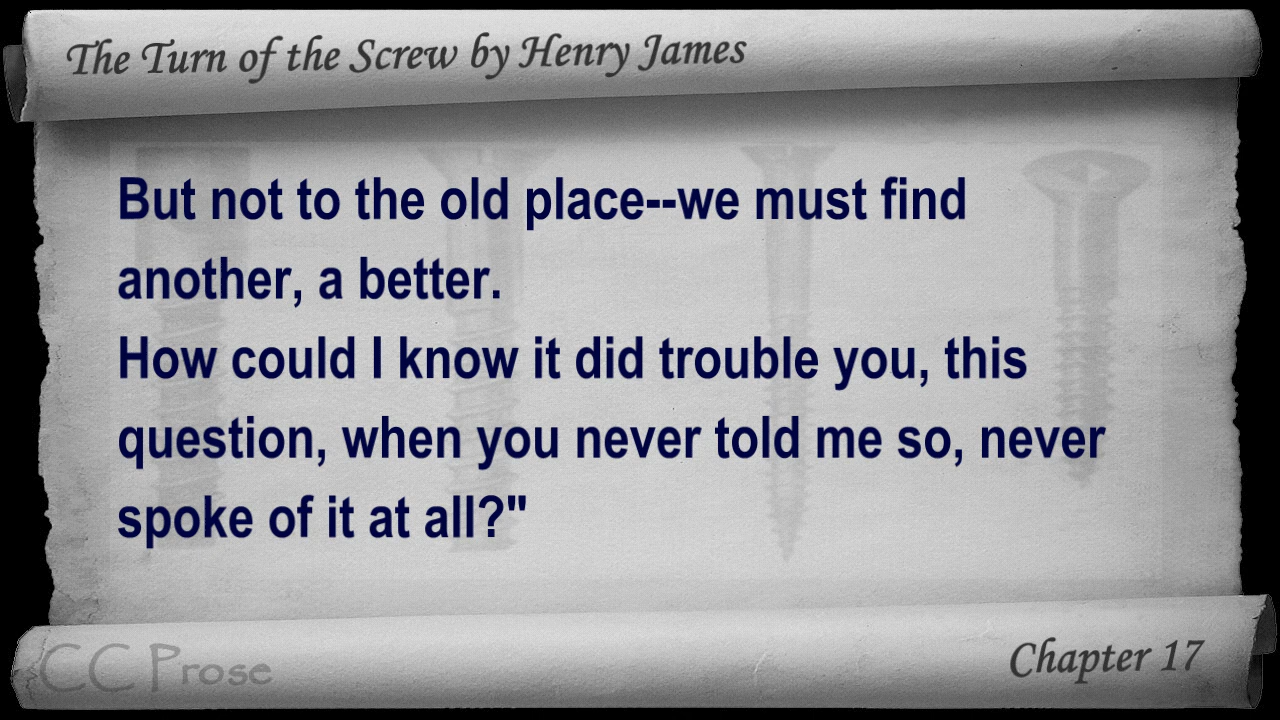 The Turn of the Screw by Henry James
But not to the old place--we must find
another, a better.
How could I know it did trouble you, this
question, when you never told me so, never
spoke of it at all?"
CC Prose
Chapter 17